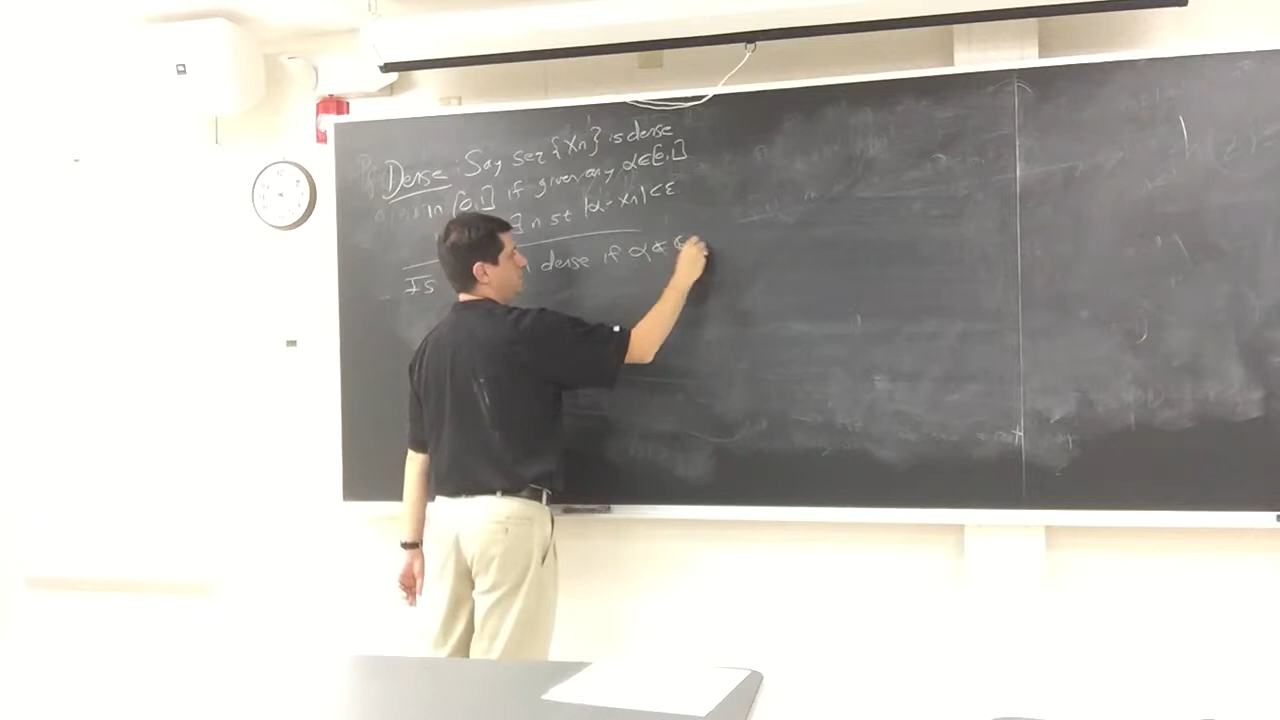 Dense: Say seq {xn} is dense
in [0,1] if given any α∈[0,1]
∃ n st |α-xn|<ε
Is dense if α∉